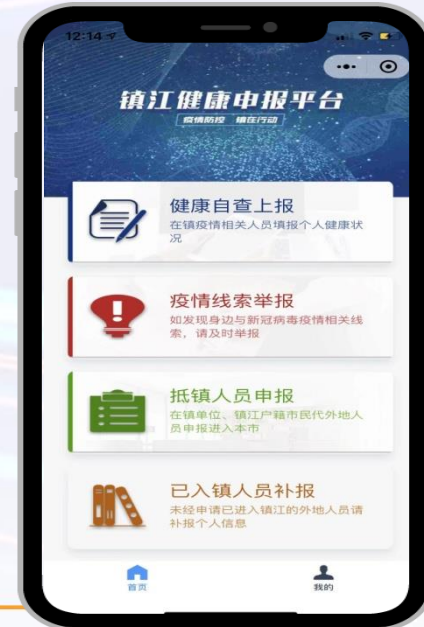 12:14
镇江健康申报平台
疫情防控 镇在行动
健康自查上报
在镇疫情相关人员填报个人健康状
况
疫情线索举报
如发现身边与新冠病毒疫情相关线
索，请及时举报
抵镇人员申报
在镇单位、镇江户籍市民代外地人
员申报进入本市
已入镇人员补报
未经申请已进入镇江的外地人员请
补报个人信息
首页
我的